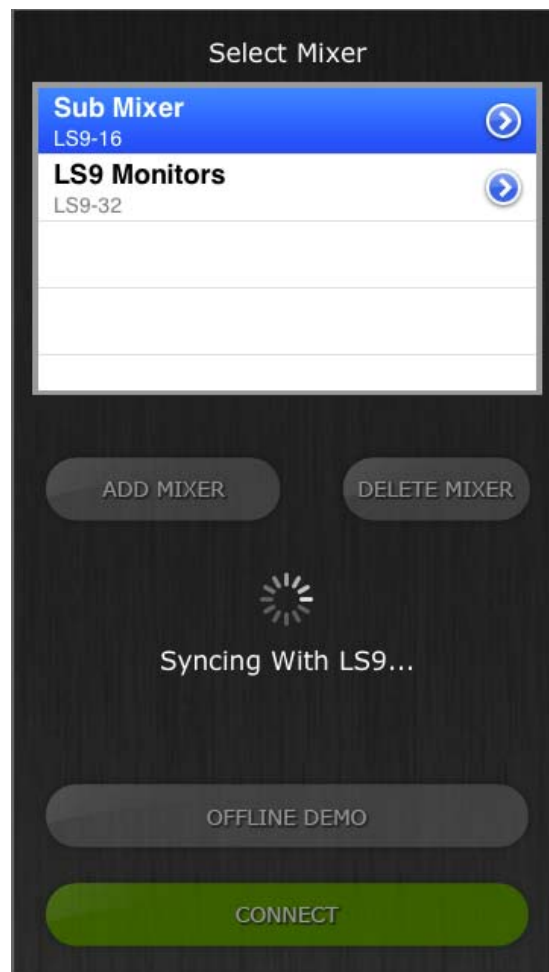 Select Mixer
Sub Mixer
LS9-16
LS9 Monitors
LS9-32
ADD MIXER
DELETE MIXER
Syncing With LS9...
OFFLINE DEMO
CONNECT